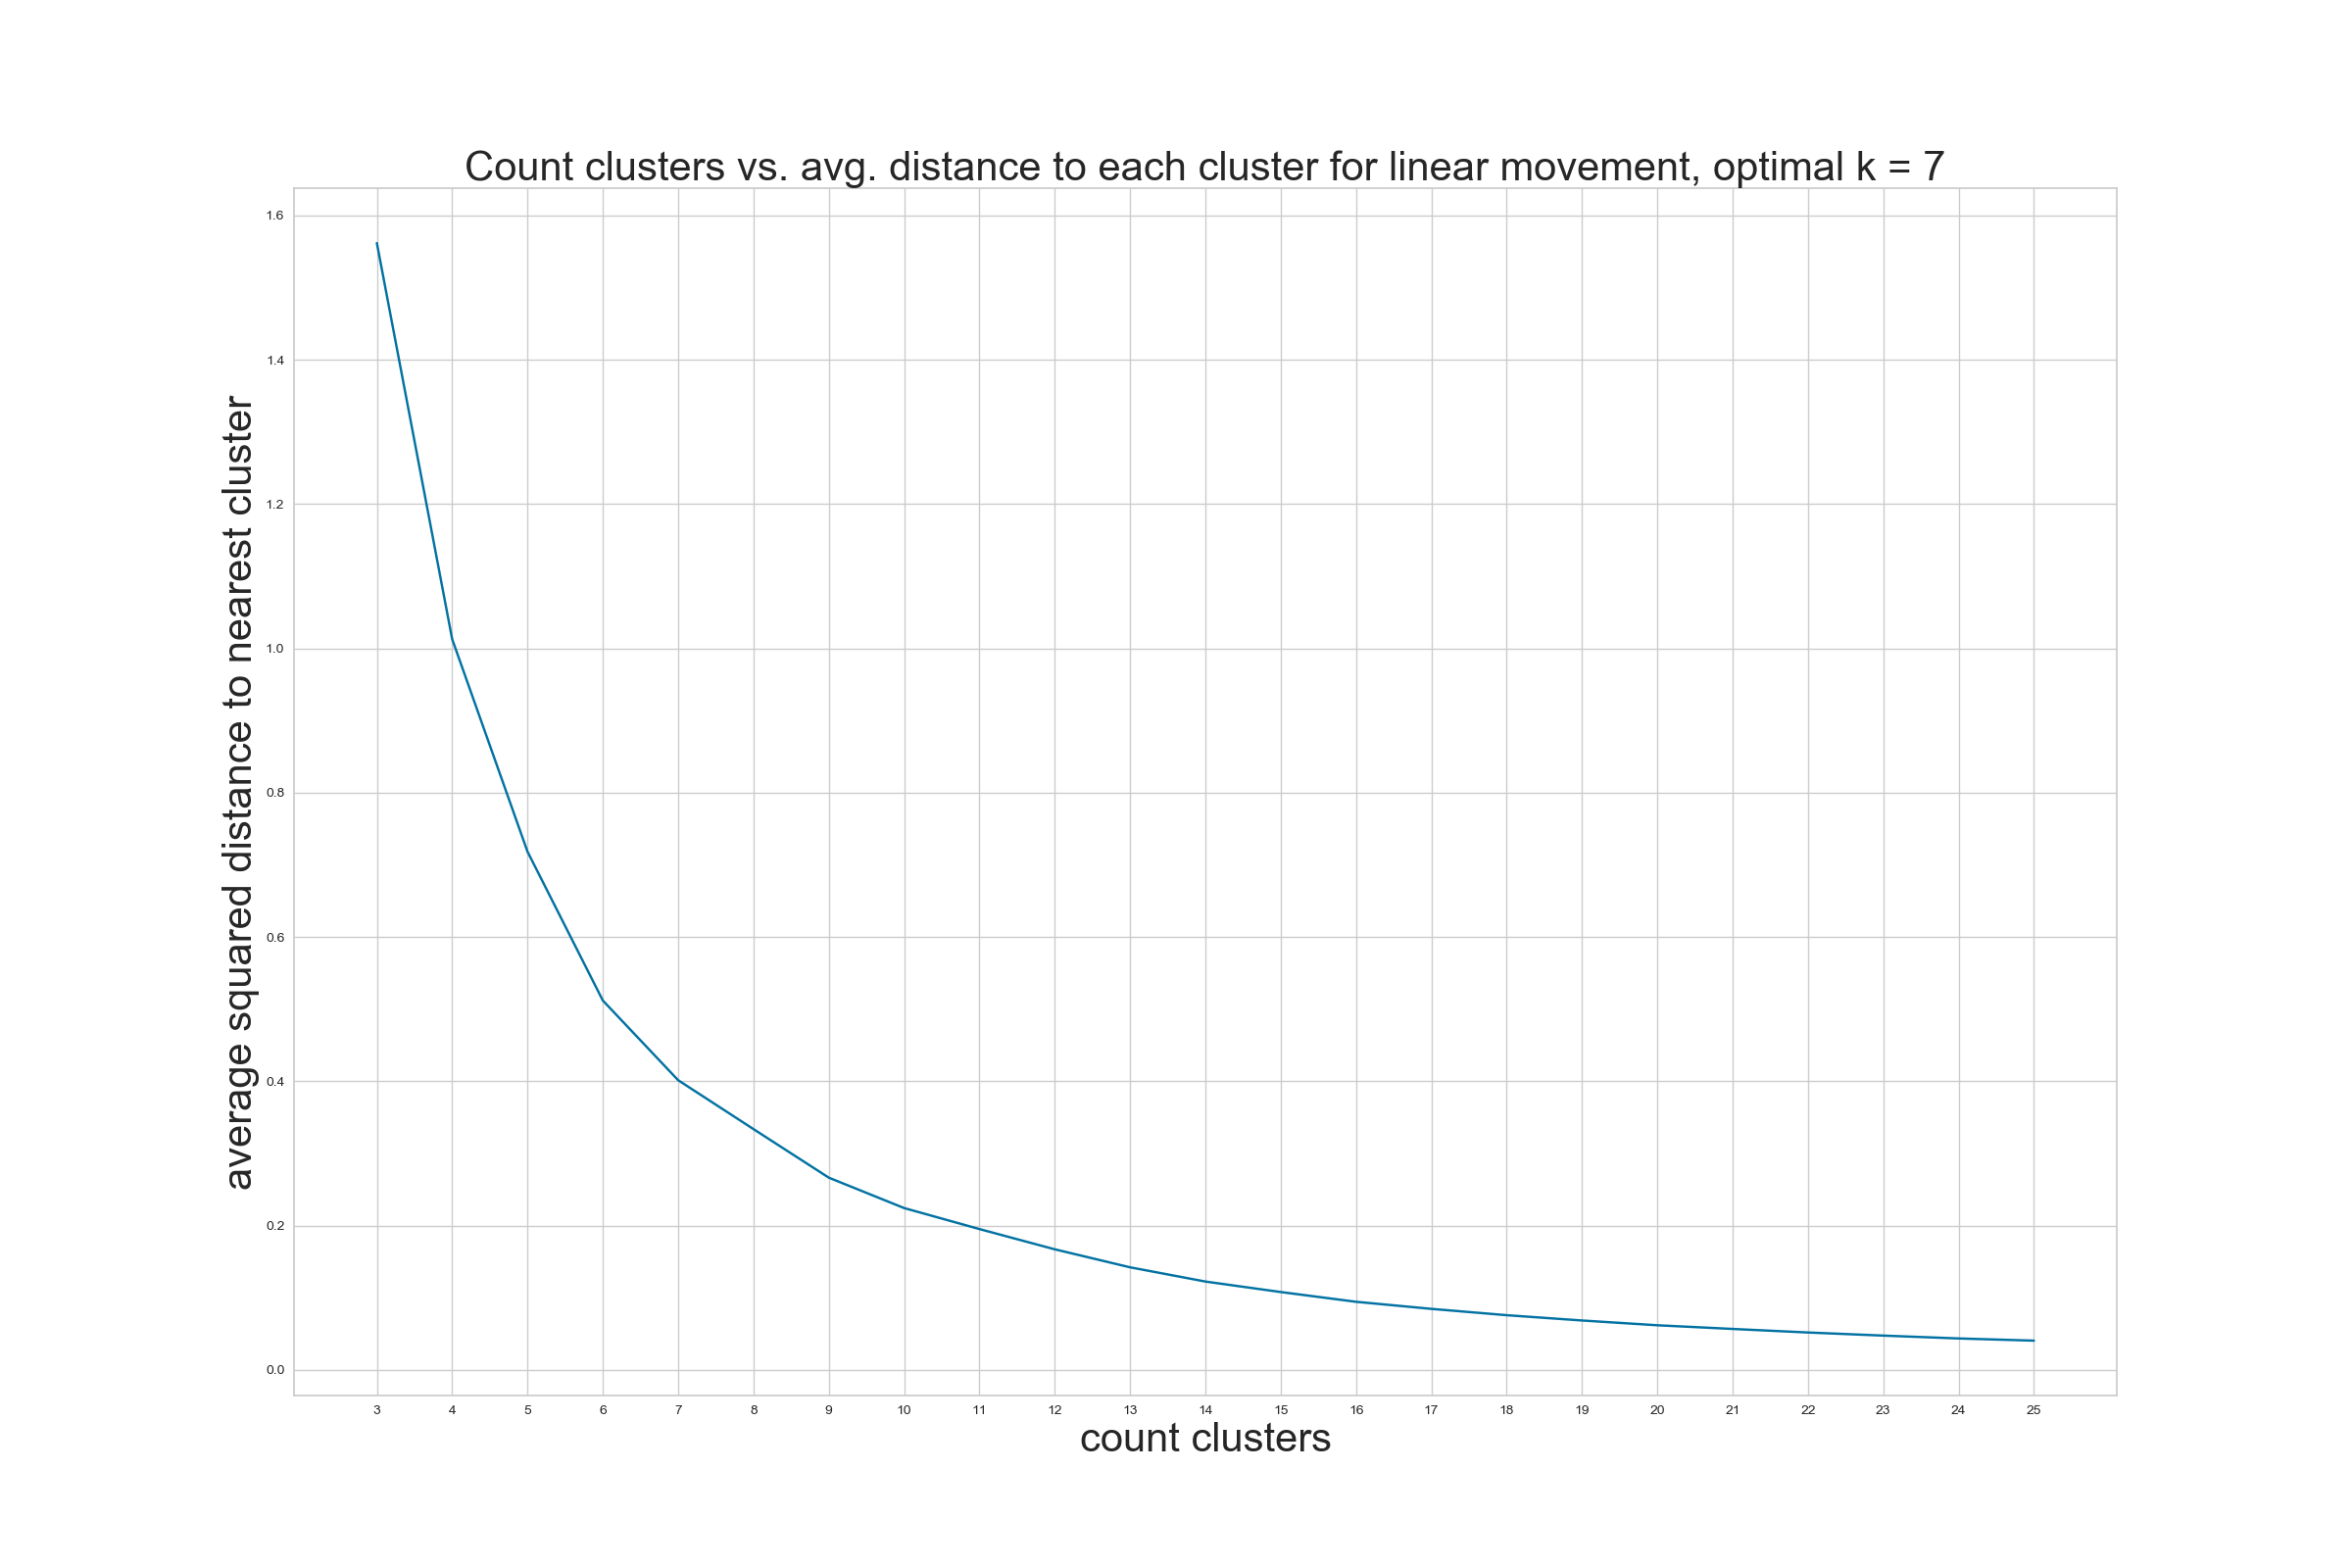 Count clusters vs. avg. distance to each cluster for linear movement, optimal k = 7
average squared distance to nearest cluster
1.6
1.4
1.2
1.0
0.8
0.6
0.4
0.2
0.0
3 4 5 6 7 8 9 10 11 12 13 14 15 16 17 18 19 20 21 22 23 24 25
count clusters